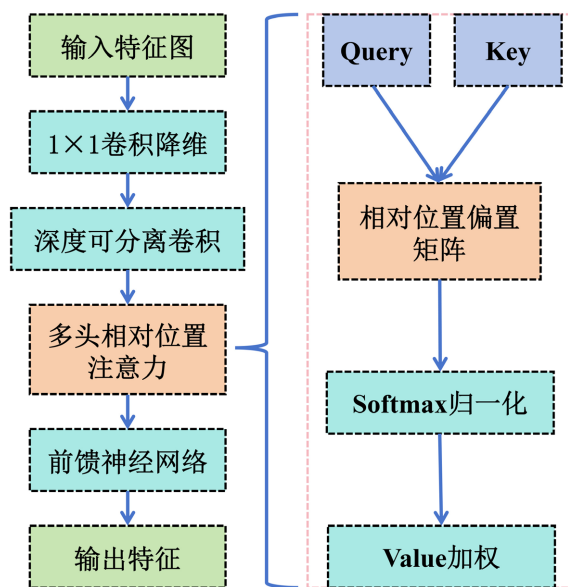 输入特征图
1×1卷积降维
深度可分离卷积
多头相对位置
注意力
前馈神经网络
输出特征
Query
Key
相对位置偏置
矩阵
Softmax归一化
Value加权